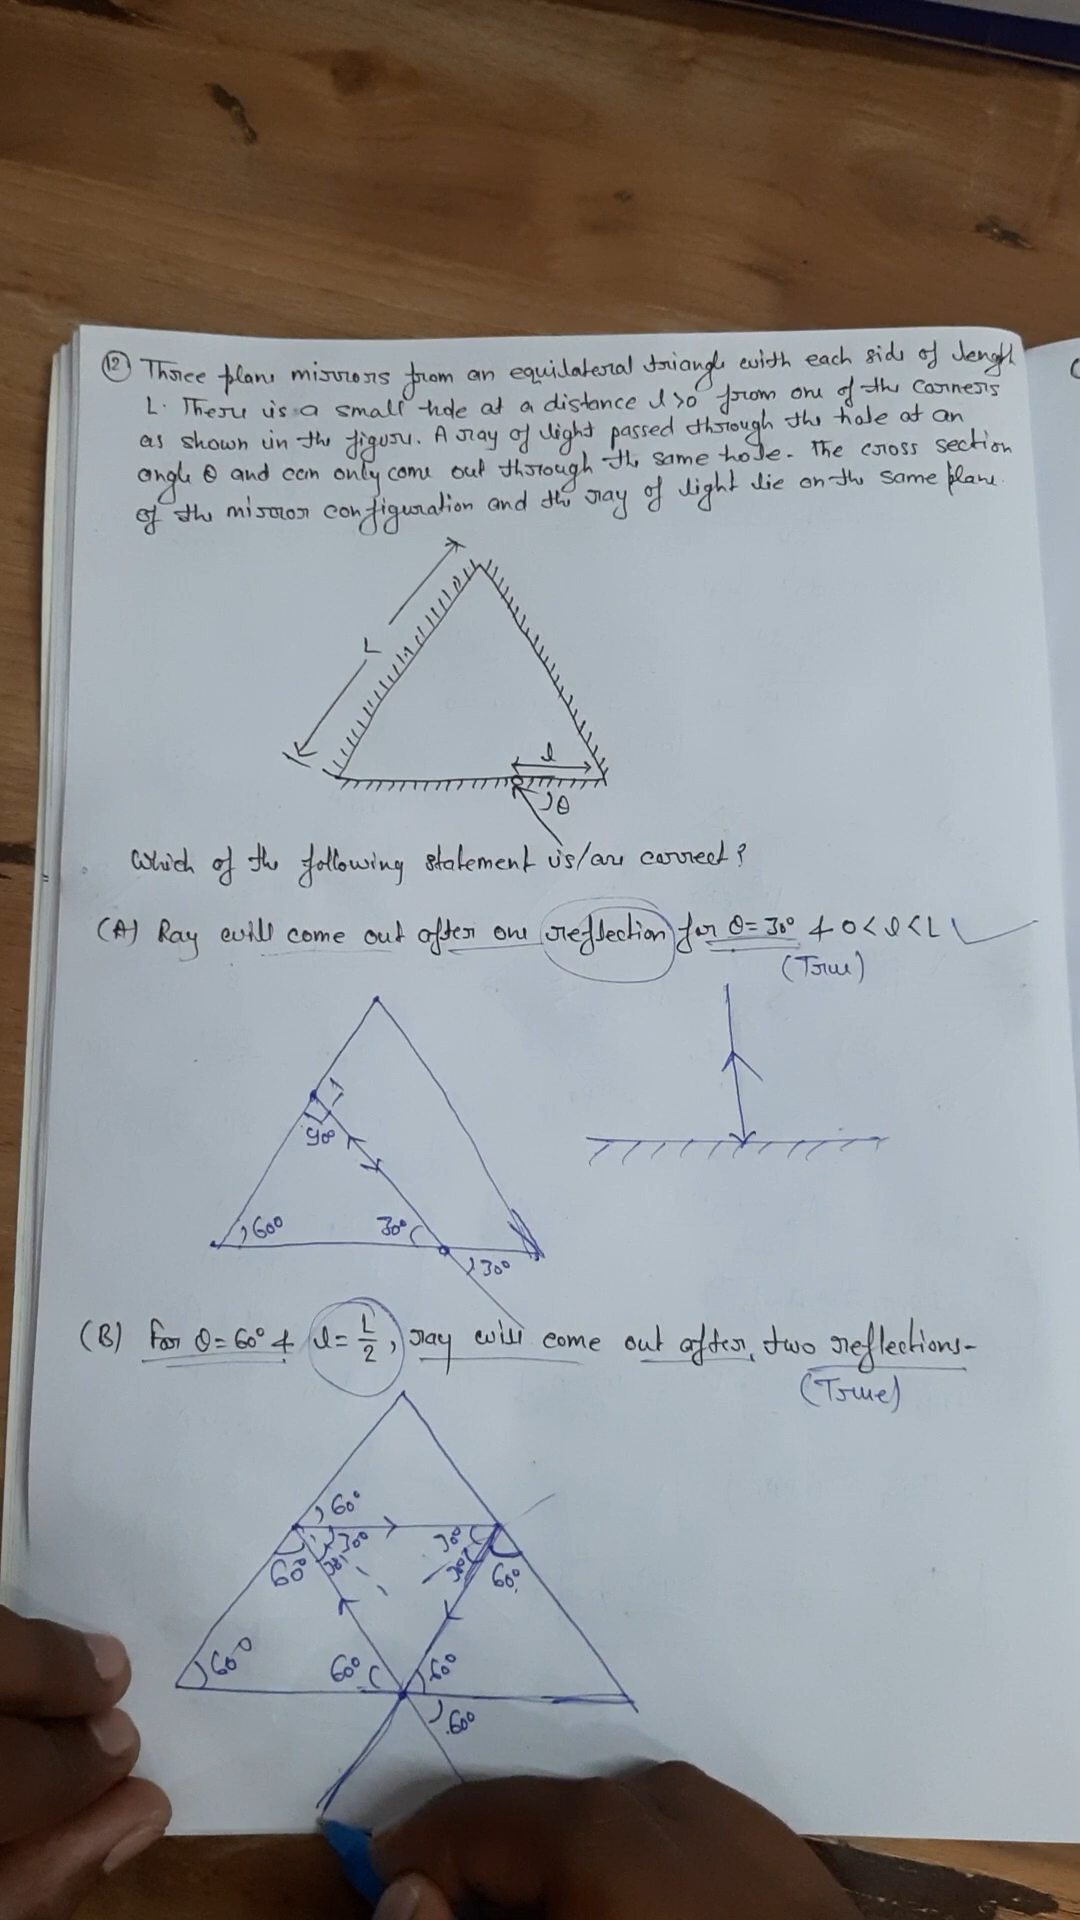 (12) Three plane mirrors from an equilateral triangle with each side of length
L. There is a small hole at a distance l>0 from one of the corners
as shown in the figure. A ray of light passed through the hole at an
angle θ and can only come out through the same hole. The cross section
of the mirror configuration and the ray of light lie on the same plane.
L
l
θ
Which of the following statement is/are correct?
(A) Ray will come out after one reflection for θ=30° & 0<l<L
(True)
90°
60° 30°
30°
(B) For θ=60° & l=L/2, ray will come out after two reflections-
(True)
60°
30° 30°
60° 30° 30° 60°
60° 60° 60°
60°